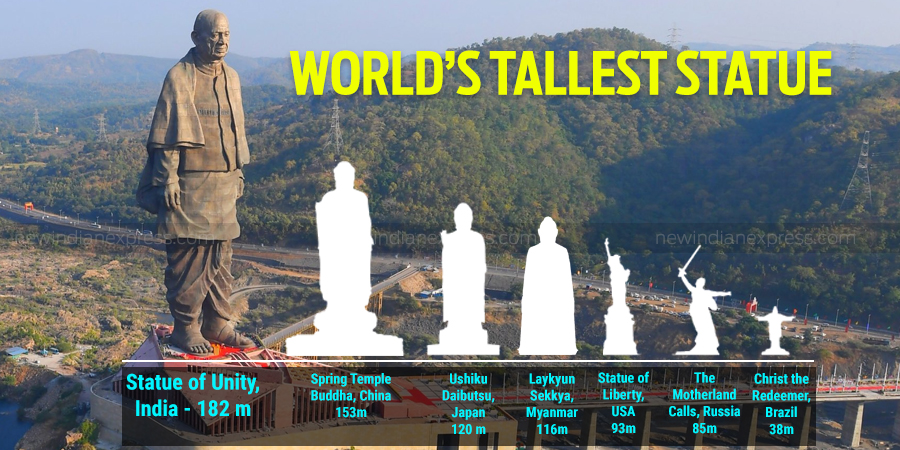 WORLD'S TALLEST STATUE
newindianexpress.com newindianexpress.com newindianexpress.com
Statue of Unity,
India - 182 m
Spring Temple
Buddha, China
153m
Ushiku
Daibutsu,
Japan
120 m
Laykyun
Sekkya,
Myanmar
116m
Statue of
Liberty,
USA
93m
The
Motherland
Calls, Russia
85m
Christ the
Redeemer,
Brazil
38m